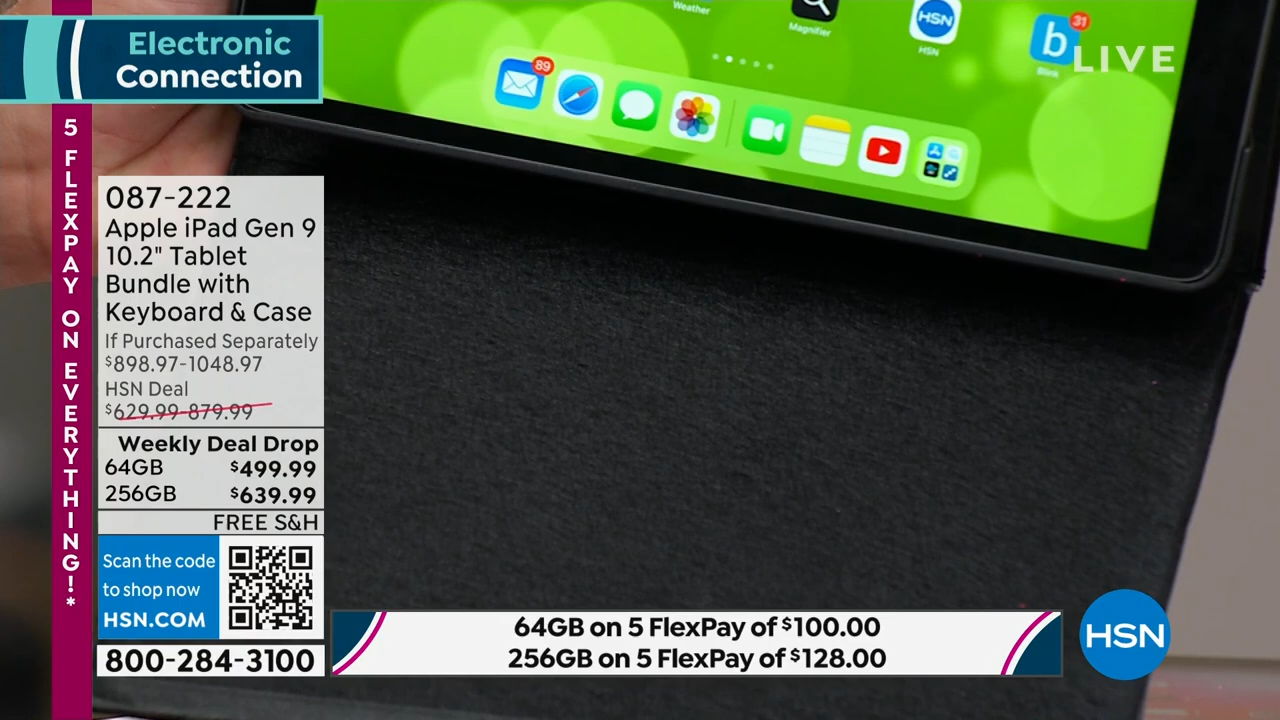 Electronic
Connection
5 FLEXPAY ON EVERYTHING!*
087-222
Apple iPad Gen 9
10.2" Tablet
Bundle with
Keyboard & Case
If Purchased Separately
$898.97-1048.97
HSN Deal
$629.99-879.99
Weekly Deal Drop
64GB $499.99
256GB $639.99
FREE S&H
Scan the code
to shop now
HSN.COM
800-284-3100
64GB on 5 FlexPay of $100.00
256GB on 5 FlexPay of $128.00
HSN
LIVE
Weather
Magnifier
HSN
HSN
b
31
Blink
89